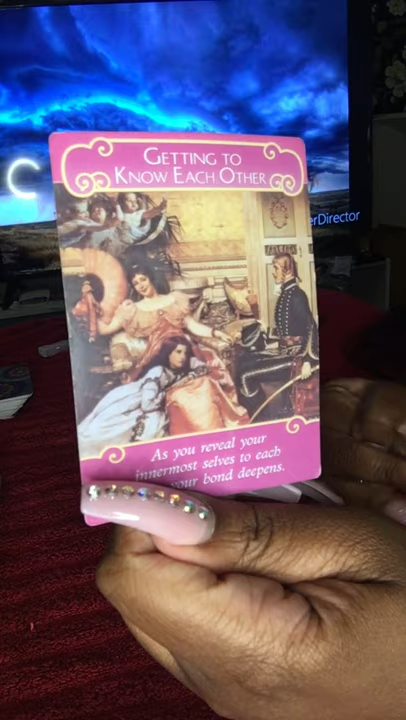 GETTING TO
KNOW EACH OTHER
erDirector
As you reveal your
innermost selves to each
your bond deepens.